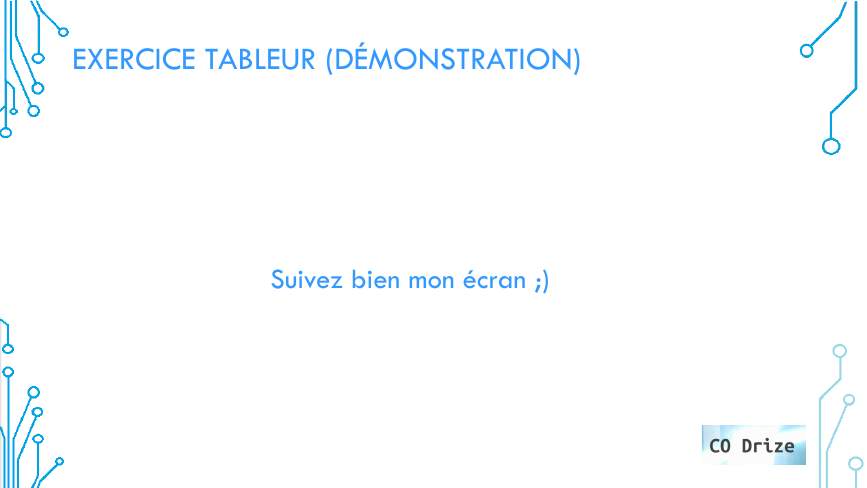 EXERCICE TABLEUR (DÉMONSTRATION)
Suivez bien mon écran ;)
CO Drize